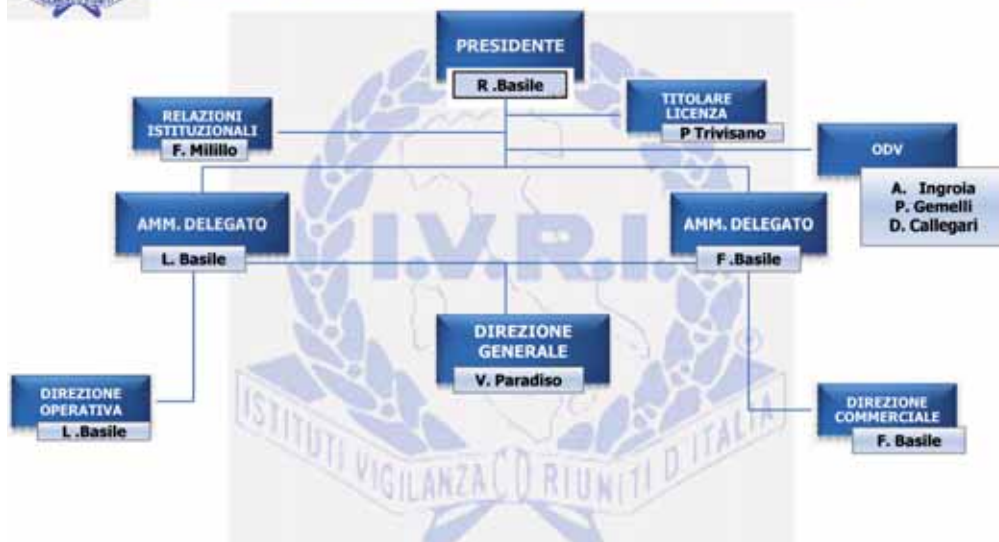 PRESIDENTE
R .Basile
RELAZIONI
ISTITUZIONALI
F. Milillo
TITOLARE
LICENZA
P Trivisano
ODV
A. Ingroia
P. Gemelli
D. Callegari
AMM. DELEGATO
L. Basile
AMM. DELEGATO
F .Basile
I.V.R.I.
DIREZIONE
GENERALE
V. Paradiso
DIREZIONE
OPERATIVA
L .Basile
DIREZIONE
COMMERCIALE
F. Basile
ISTITUTI VIGILANZA RIUNITI D ITALIA